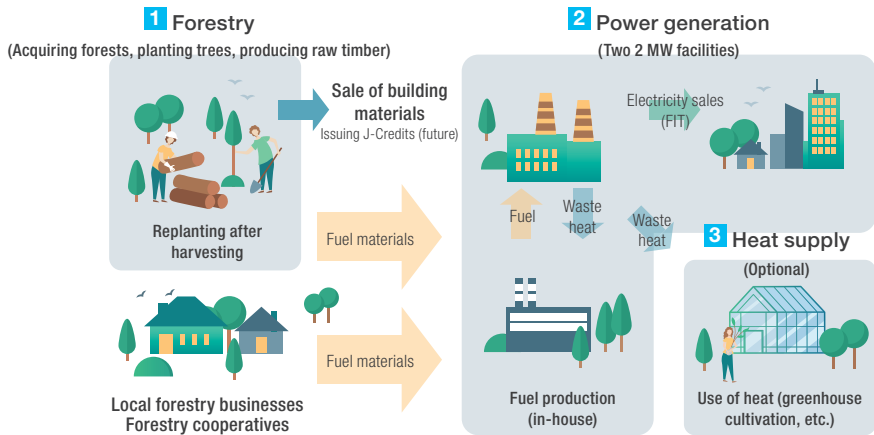 1 Forestry
(Acquiring forests, planting trees, producing raw timber)
Sale of building
materials
Issuing J-Credits (future)
Replanting after
harvesting
Fuel materials
Local forestry businesses
Forestry cooperatives
Fuel materials
2 Power generation
(Two 2 MW facilities)
Electricity sales
(FIT)
Fuel
Waste
heat
Waste
heat
Fuel production
(in-house)
3 Heat supply
(Optional)
Use of heat (greenhouse
cultivation, etc.)